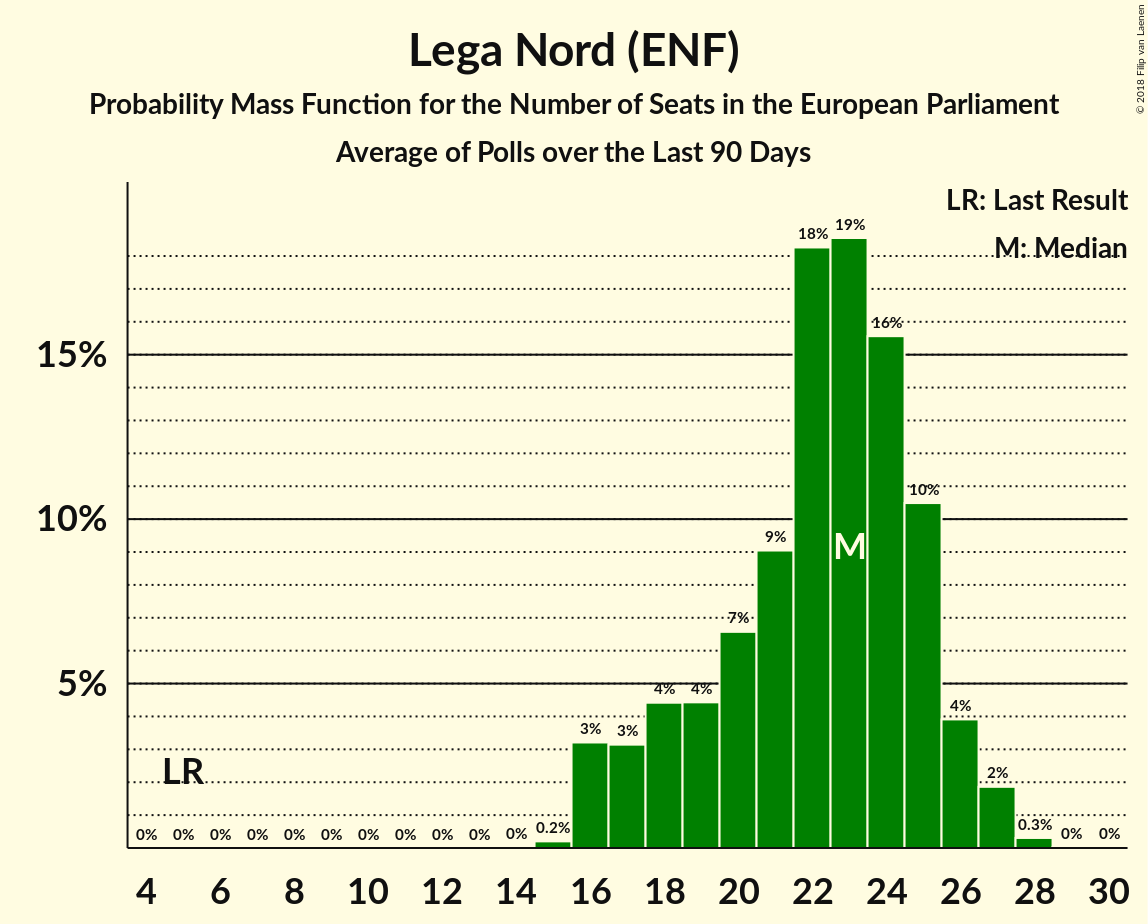 Lega Nord (ENF)
Probability Mass Function for the Number of Seats in the European Parliament
Average of Polls over the Last 90 Days
© 2018 Filip van Laenen
LR: Last Result
M: Median
15%
10%
5%
LR
M
0% 0% 0% 0% 0% 0% 0% 0% 0% 0% 0% 0.2% 3% 3% 4% 4% 7% 9% 18% 19% 16% 10% 4% 2% 0.3% 0% 0%
4 6 8 10 12 14 16 18 20 22 24 26 28 30